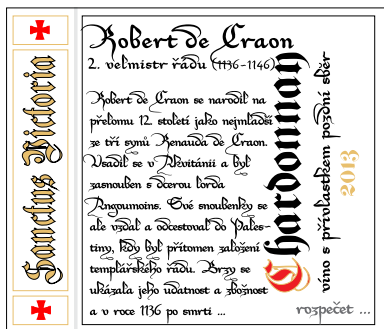 Sanctus Victoria
Robert de Craon
2. velmistr řádu (1136-1146)
Robert de Craon se narodil na
přelomu 12. století jako nejmladší
ze tří synů Renauda de Craon.
Usadil se v Akvitánii a byl
zasnouben s dcerou lorda
Angoumoins. Své snoubenky se
ale vzdal a odcestoval do Pales-
tiny, kdy byl přítomen založení
templářského řádu. Brzy se
ukázala jeho udatnost a zbožnost
a v roce 1136 po smrti ...
Chardonnay
víno s přívlastkem pozdní sběr
2013
rozpečet ...